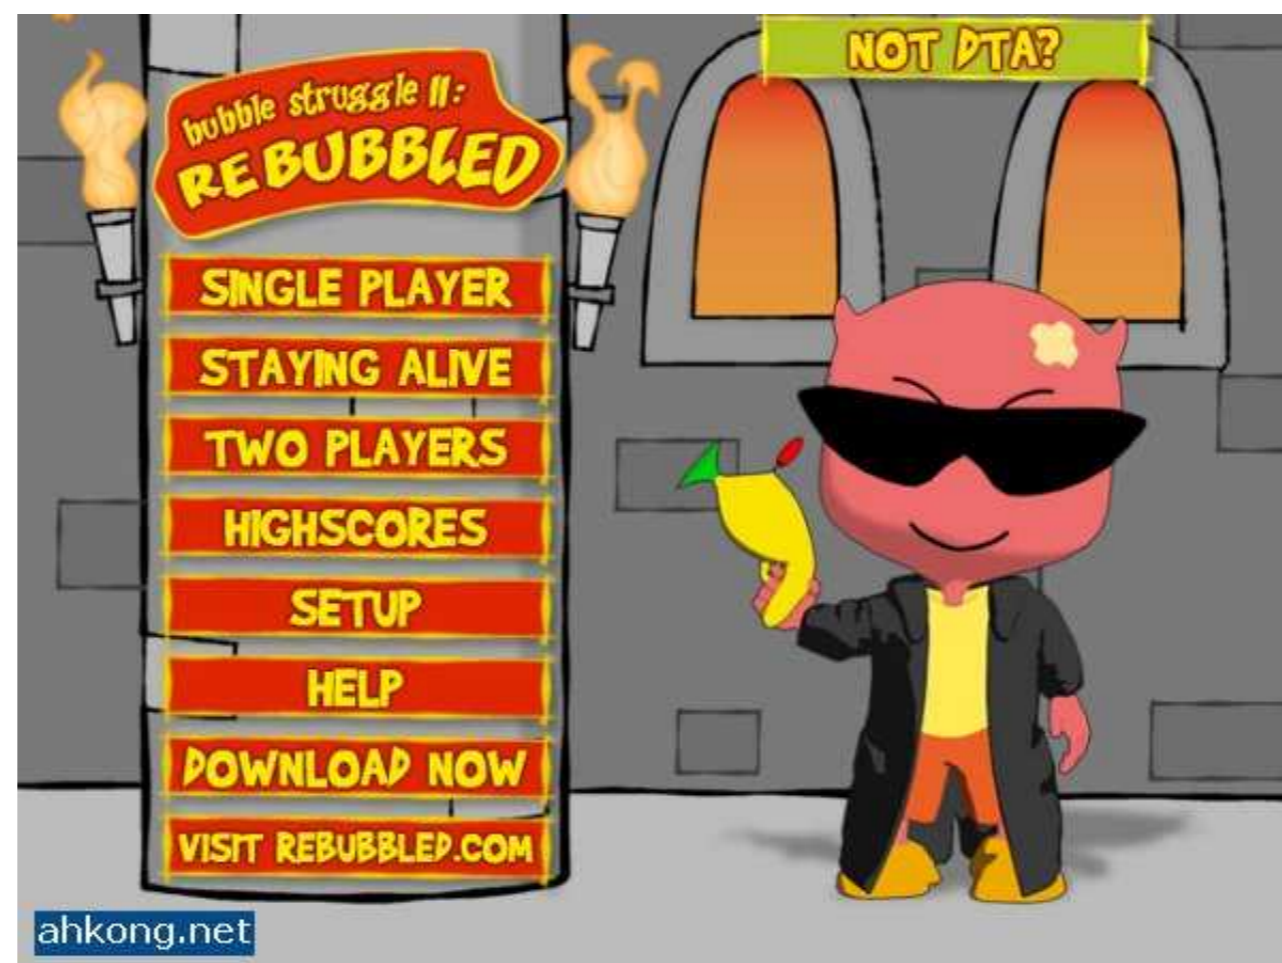 bubble struggle II:
REBUBBLED
NOT DTA?
SINGLE PLAYER
STAYING ALIVE
TWO PLAYERS
HIGHSCORES
SETUP
HELP
DOWNLOAD NOW
VISIT REBUBBLED.COM
ahkong.net